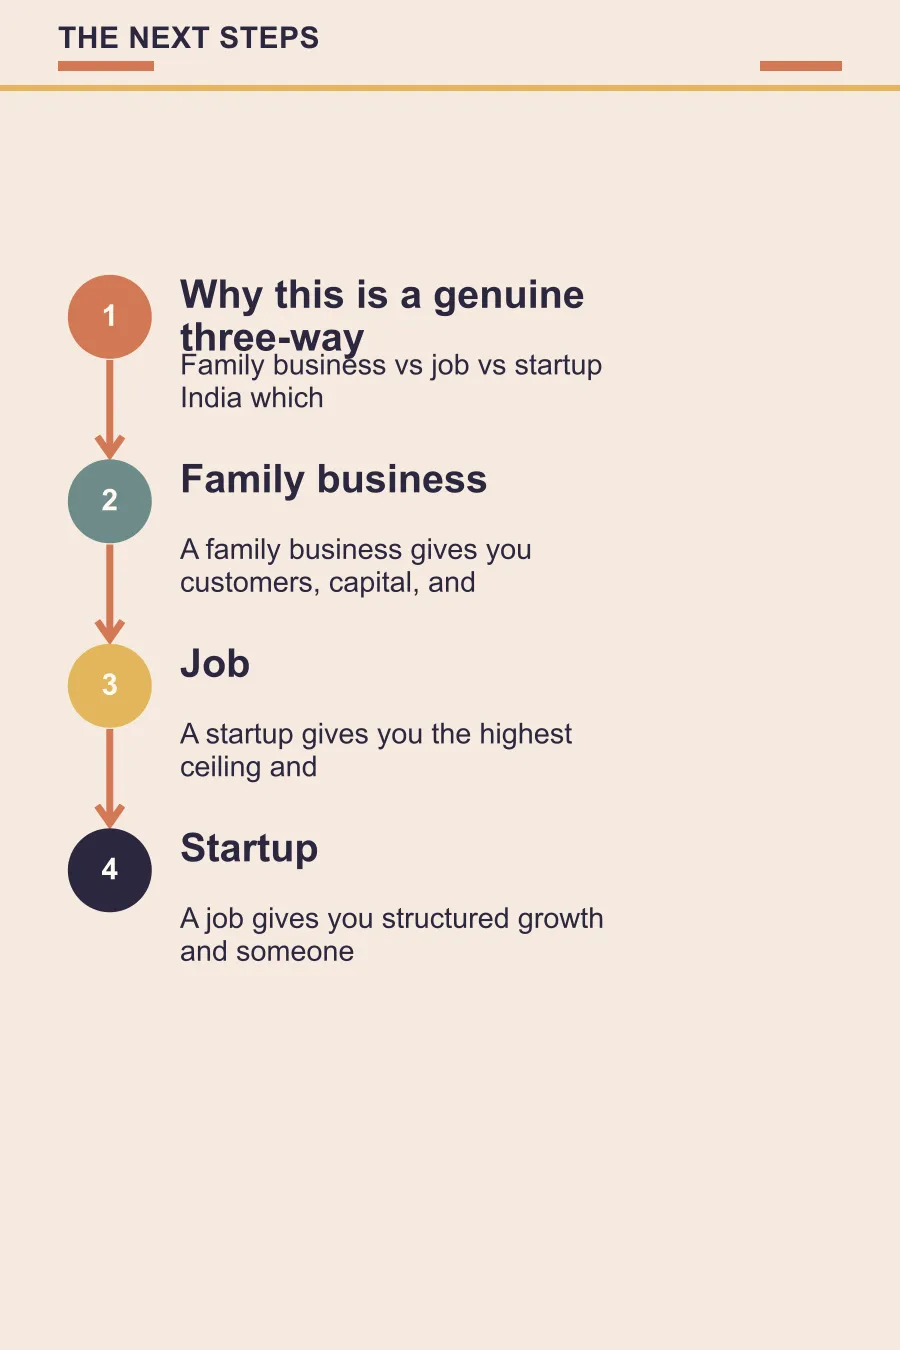 THE NEXT STEPS
1
Why this is a genuine
three-way
Family business vs job vs startup
India which
2
Family business
A family business gives you
customers, capital, and
3
Job
A startup gives you the highest
ceiling and
4
Startup
A job gives you structured growth
and someone